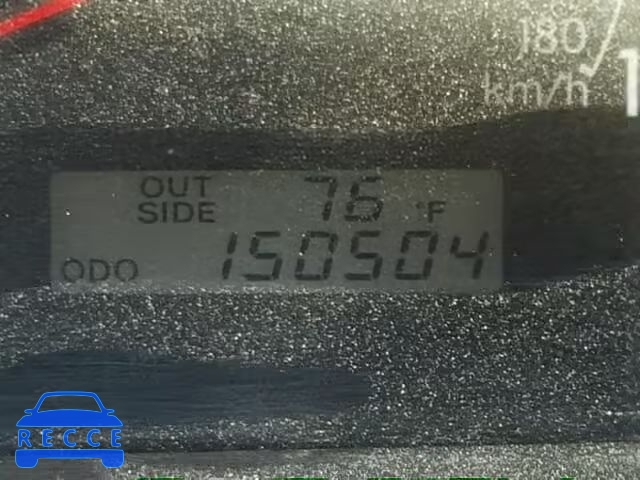 180
km/h
OUT SIDE 76 °F
ODO 150504
RECCE